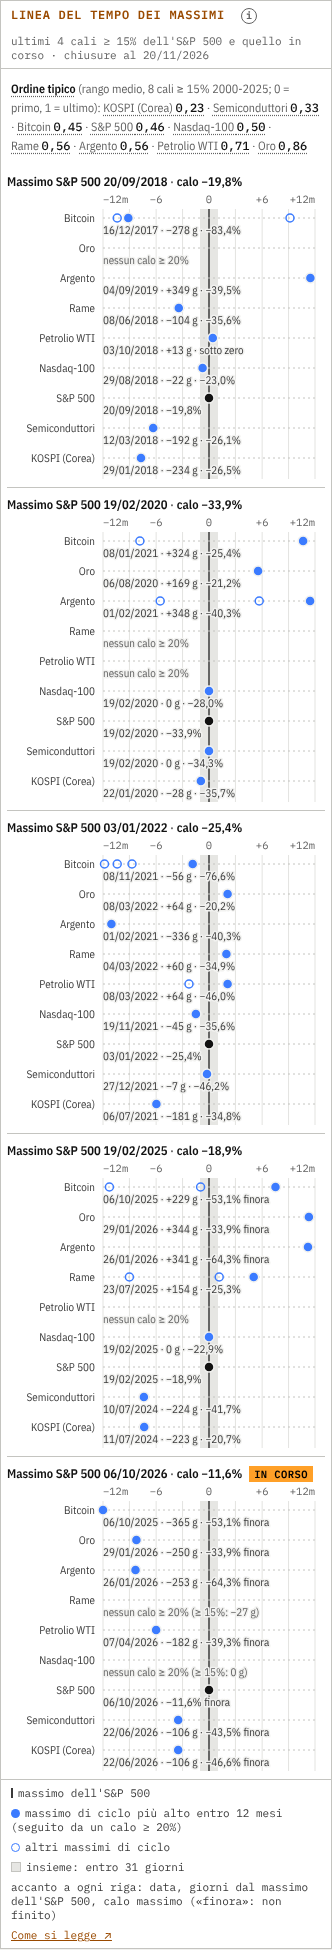 LINEA DEL TEMPO DEI MASSIMI i
ultimi 4 cali ≥ 15% dell'S&P 500 e quello in
corso · chiusure al 20/11/2026
Ordine tipico (rango medio, 8 cali ≥ 15% 2000-2025; 0 =
primo, 1 = ultimo): KOSPI (Corea) 0,23 · Semiconduttori 0,33
· Bitcoin 0,45 · S&P 500 0,46 · Nasdaq-100 0,50 ·
Rame 0,56 · Argento 0,56 · Petrolio WTI 0,71 · Oro 0,86
Massimo S&P 500 20/09/2018 · calo −19,8%
−12m −6 0 +6 +12m
Bitcoin
16/12/2017 · −278 g · −83,4%
Oro
nessun calo ≥ 20%
Argento
04/09/2019 · +349 g · −39,5%
Rame
08/06/2018 · −104 g · −35,6%
Petrolio WTI
03/10/2018 · +13 g · sotto zero
Nasdaq-100
29/08/2018 · −22 g · −23,0%
S&P 500
20/09/2018 · −19,8%
Semiconduttori
12/03/2018 · −192 g · −26,1%
KOSPI (Corea)
29/01/2018 · −234 g · −26,5%
Massimo S&P 500 19/02/2020 · calo −33,9%
−12m −6 0 +6 +12m
Bitcoin
08/01/2021 · +324 g · −25,4%
Oro
06/08/2020 · +169 g · −21,2%
Argento
01/02/2021 · +348 g · −40,3%
Rame
nessun calo ≥ 20%
Petrolio WTI
nessun calo ≥ 20%
Nasdaq-100
19/02/2020 · 0 g · −28,0%
S&P 500
19/02/2020 · −33,9%
Semiconduttori
19/02/2020 · 0 g · −34,3%
KOSPI (Corea)
22/01/2020 · −28 g · −35,7%
Massimo S&P 500 03/01/2022 · calo −25,4%
−12m −6 0 +6 +12m
Bitcoin
08/11/2021 · −56 g · −76,6%
Oro
08/03/2022 · +64 g · −20,2%
Argento
01/02/2021 · −336 g · −40,3%
Rame
04/03/2022 · +60 g · −34,9%
Petrolio WTI
08/03/2022 · +64 g · −46,0%
Nasdaq-100
19/11/2021 · −45 g · −35,6%
S&P 500
03/01/2022 · −25,4%
Semiconduttori
27/12/2021 · −7 g · −46,2%
KOSPI (Corea)
06/07/2021 · −181 g · −34,8%
Massimo S&P 500 19/02/2025 · calo −18,9%
−12m −6 0 +6 +12m
Bitcoin
06/10/2025 · +229 g · −53,1% finora
Oro
29/01/2026 · +344 g · −33,9% finora
Argento
26/01/2026 · +341 g · −64,3% finora
Rame
23/07/2025 · +154 g · −25,3%
Petrolio WTI
nessun calo ≥ 20%
Nasdaq-100
19/02/2025 · 0 g · −22,9%
S&P 500
19/02/2025 · −18,9%
Semiconduttori
10/07/2024 · −224 g · −41,7%
KOSPI (Corea)
11/07/2024 · −223 g · −20,7%
Massimo S&P 500 06/10/2026 · calo −11,6% IN CORSO
−12m −6 0 +6 +12m
Bitcoin
06/10/2025 · −365 g · −53,1% finora
Oro
29/01/2026 · −250 g · −33,9% finora
Argento
26/01/2026 · −253 g · −64,3% finora
Rame
nessun calo ≥ 20% (≥ 15%: −27 g)
Petrolio WTI
07/04/2026 · −182 g · −39,3% finora
Nasdaq-100
nessun calo ≥ 20% (≥ 15%: 0 g)
S&P 500
06/10/2026 · −11,6% finora
Semiconduttori
22/06/2026 · −106 g · −43,5% finora
KOSPI (Corea)
22/06/2026 · −106 g · −46,6% finora
massimo dell'S&P 500
massimo di ciclo più alto entro 12 mesi
(seguito da un calo ≥ 20%)
altri massimi di ciclo
insieme: entro 31 giorni
accanto a ogni riga: data, giorni dal massimo
dell'S&P 500, calo massimo («finora»: non
finito)
Come si legge ↗